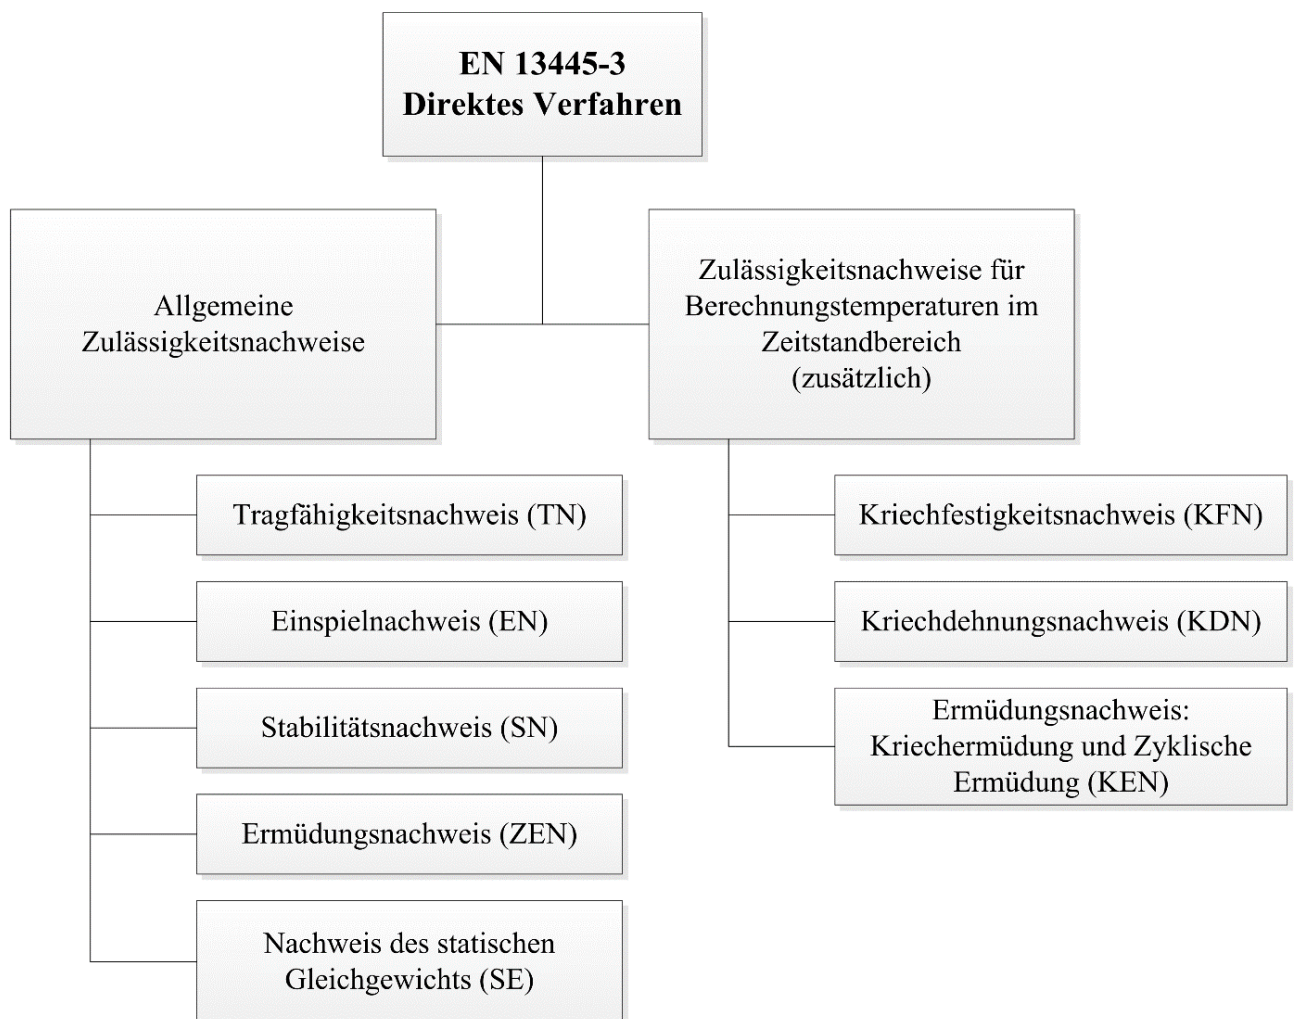 EN 13445-3
Direktes Verfahren
Allgemeine
Zulässigkeitsnachweise
Zulässigkeitsnachweise für
Berechnungstemperaturen im
Zeitstandbereich
(zusätzlich)
Tragfähigkeitsnachweis (TN)
Einspielnachweis (EN)
Stabilitätsnachweis (SN)
Ermüdungsnachweis (ZEN)
Nachweis des statischen
Gleichgewichts (SE)
Kriechfestigkeitsnachweis (KFN)
Kriechdehnungsnachweis (KDN)
Ermüdungsnachweis:
Kriechermüdung und Zyklische
Ermüdung (KEN)